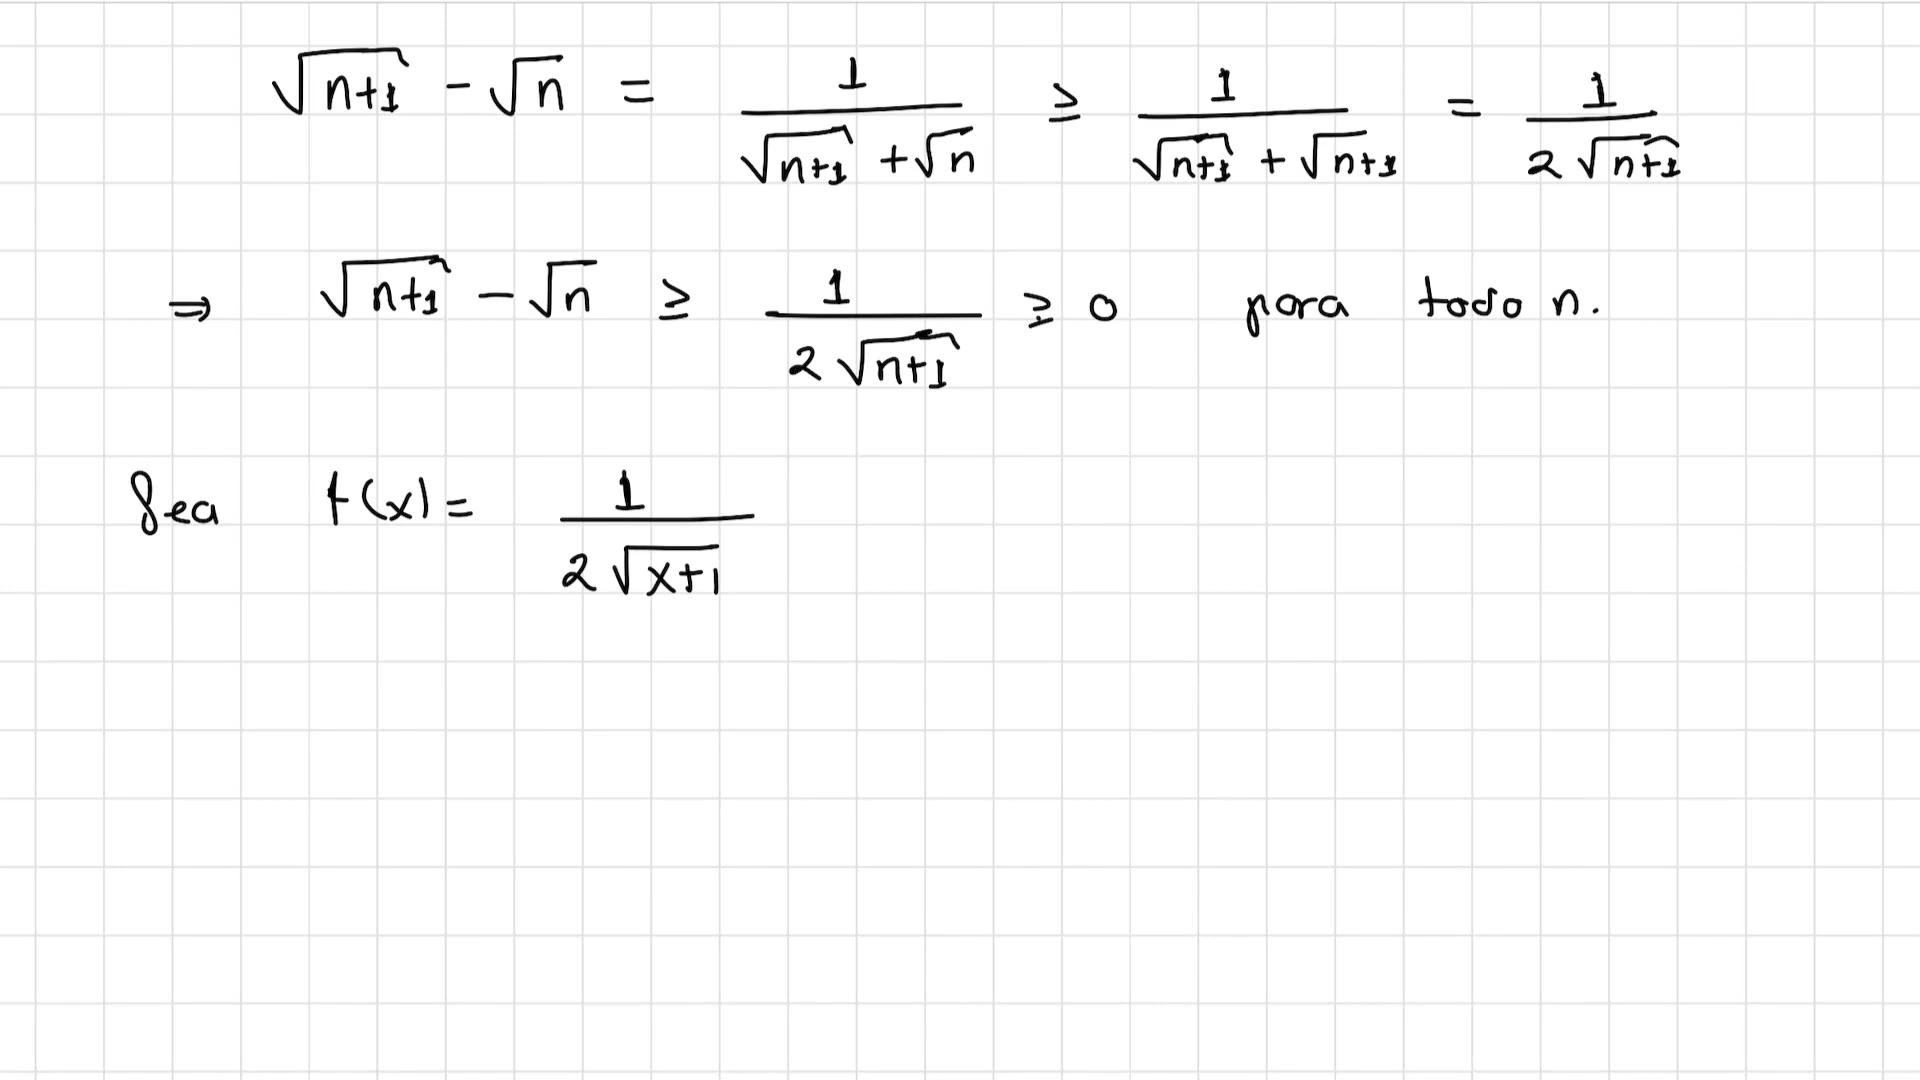 √(n+1) - √n = 1/(√(n+1) + √n) ≥ 1/(√(n+1) + √(n+1)) = 1/(2√(n+1))
⇒ √(n+1) - √n ≥ 1/(2√(n+1)) ≥ 0 para todo n.
Sea f(x) = 1/(2√(x+1))